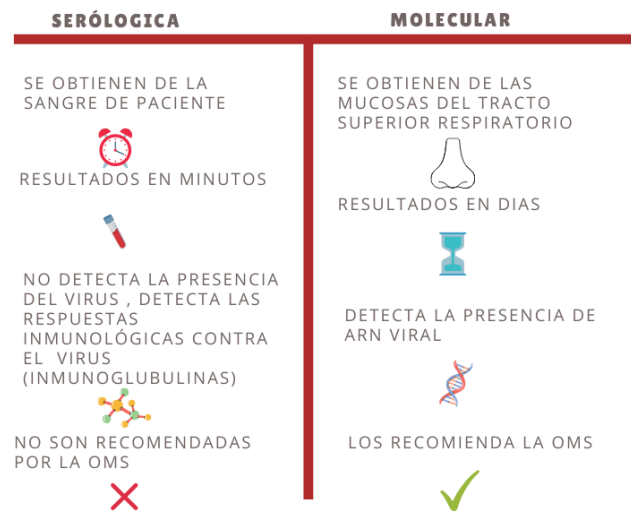 SERÓLOGICA
SE OBTIENEN DE LA
SANGRE DE PACIENTE
RESULTADOS EN MINUTOS
NO DETECTA LA PRESENCIA
DEL VIRUS , DETECTA LAS
RESPUESTAS
INMUNOLÓGICAS CONTRA
EL VIRUS
(INMUNOGLUBULINAS)
NO SON RECOMENDADAS
POR LA OMS
MOLECULAR
SE OBTIENEN DE LAS
MUCOSAS DEL TRACTO
SUPERIOR RESPIRATORIO
RESULTADOS EN DIAS
DETECTA LA PRESENCIA DE
ARN VIRAL
LOS RECOMIENDA LA OMS